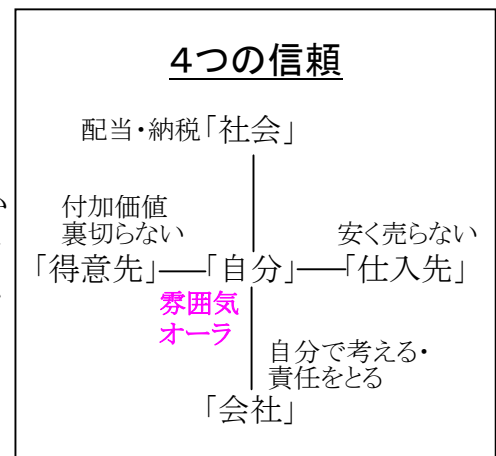 4つの信頼
配当・納税「社会」
付加価値
裏切らない
安く売らない
「得意先」「自分」「仕入先」
雰囲気
オーラ
自分で考える・
責任をとる
「会社」